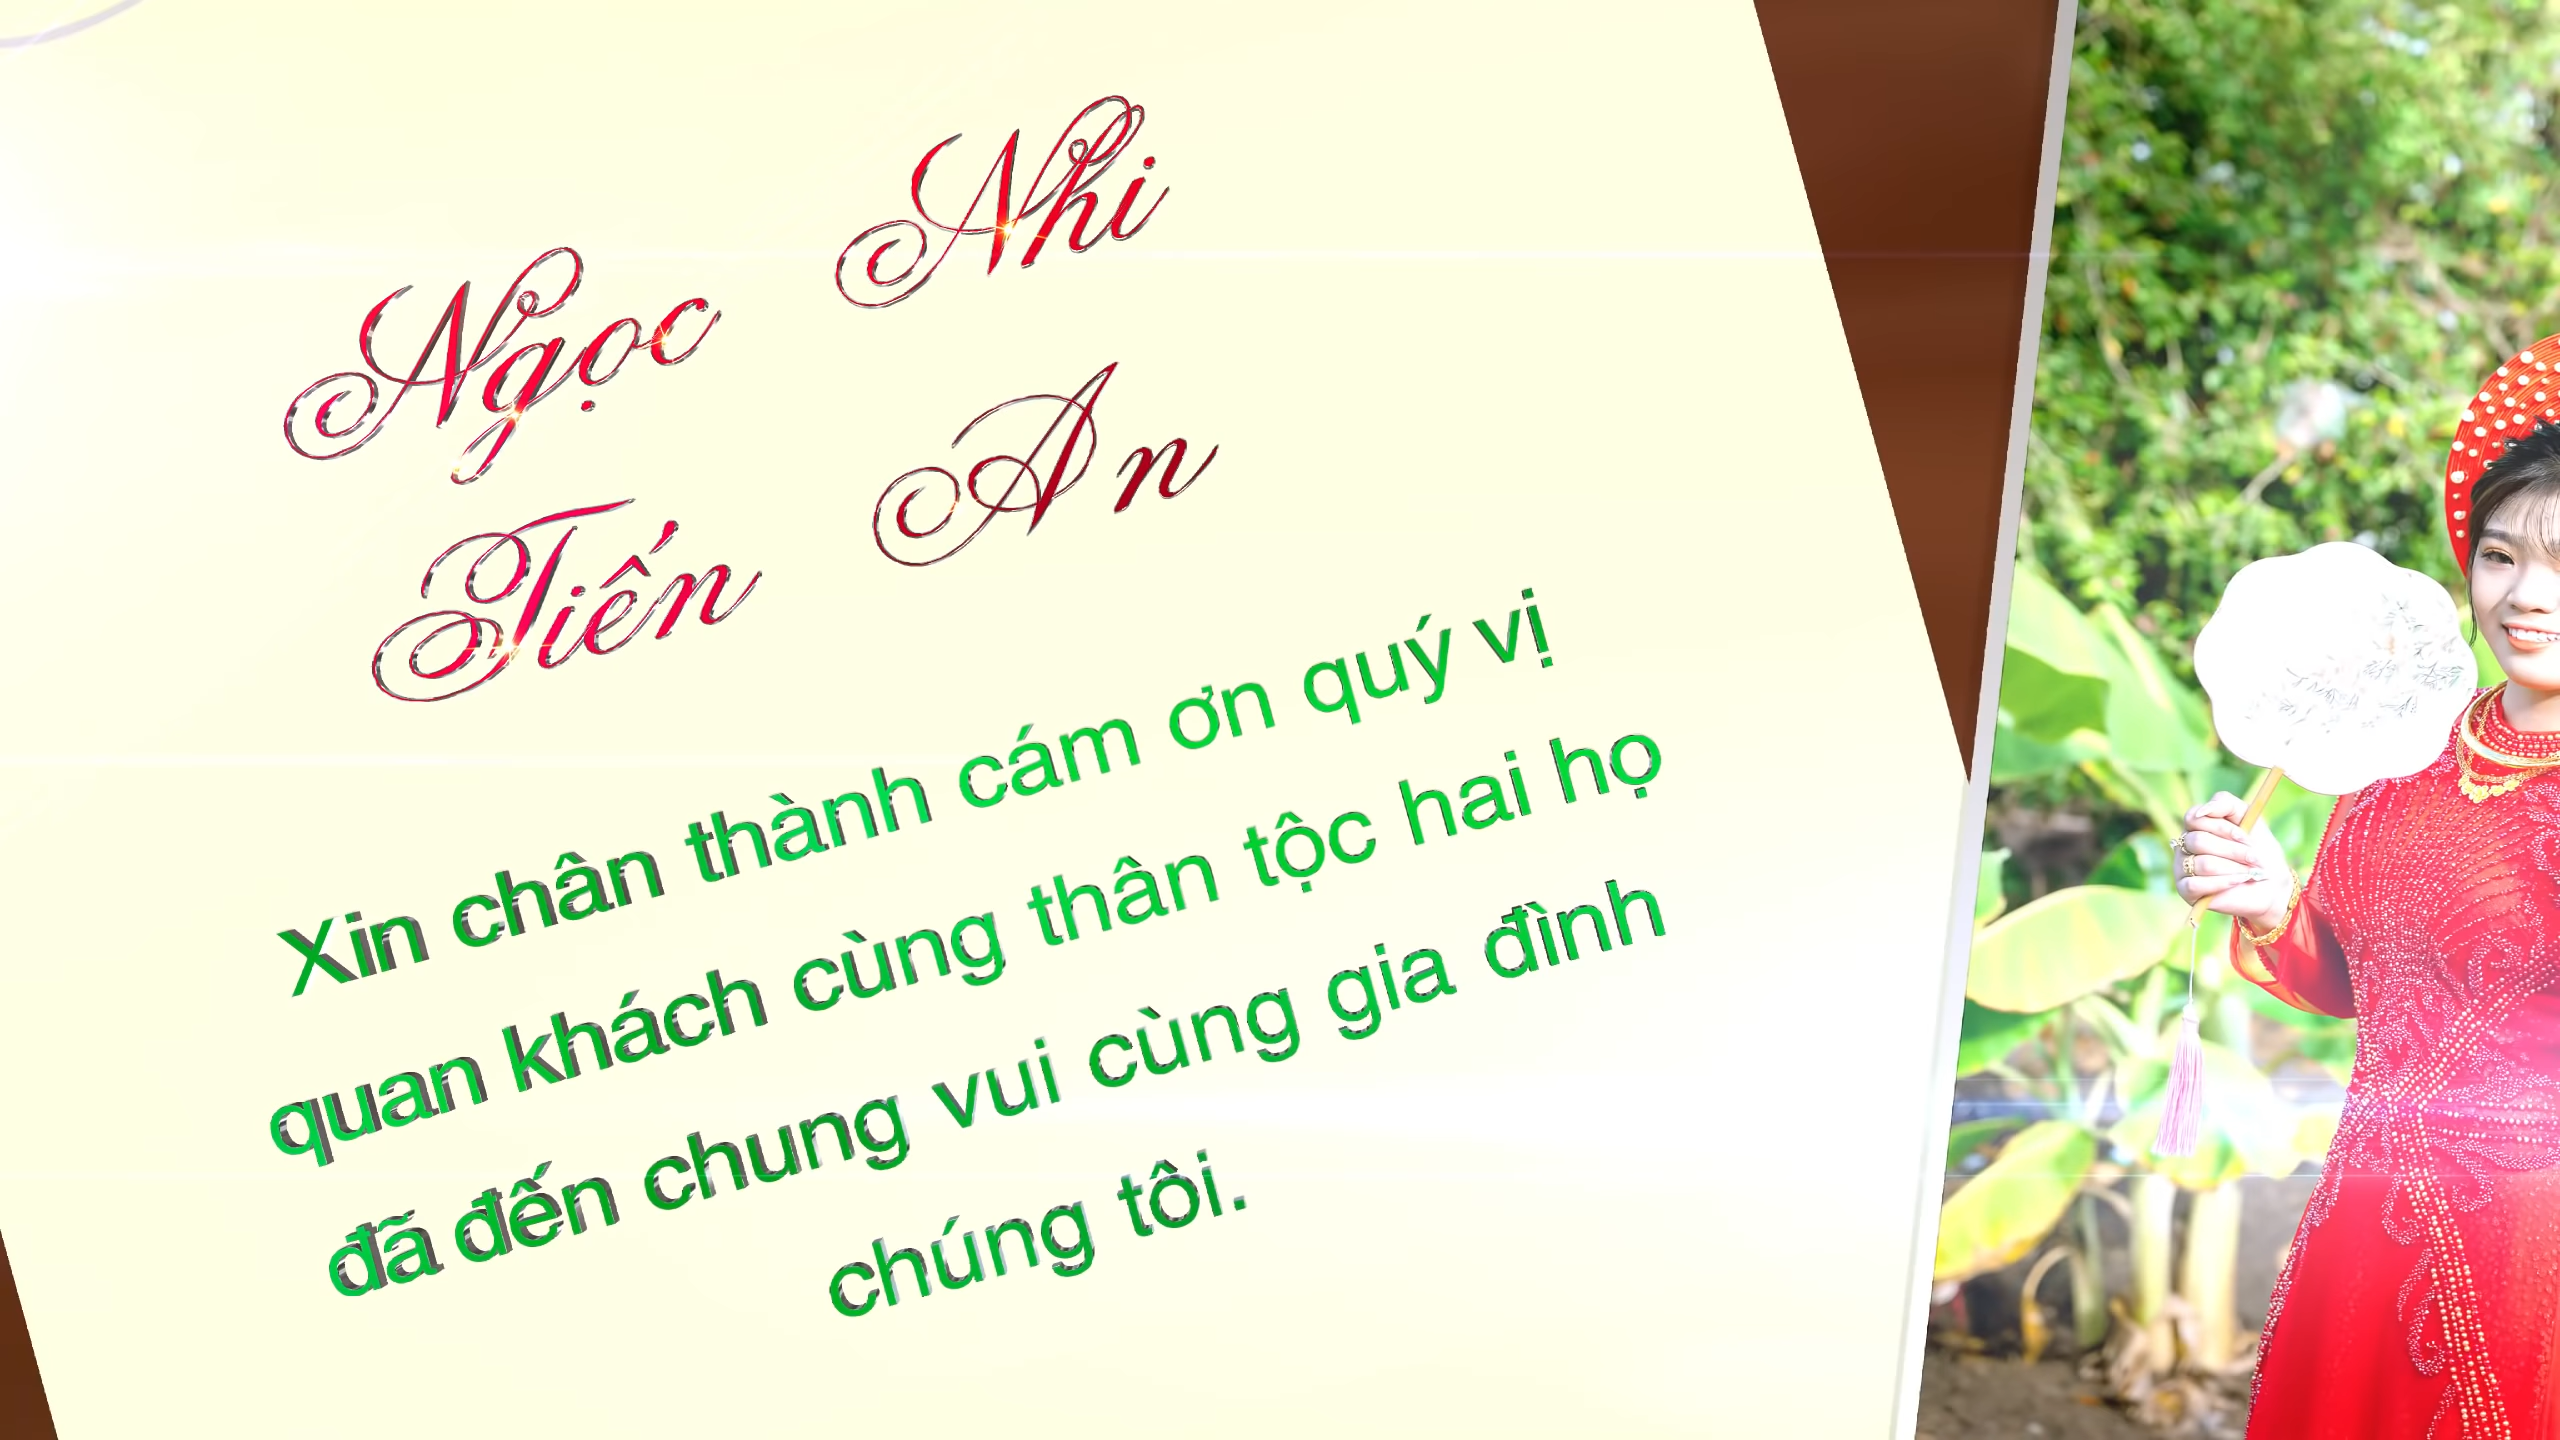 Ngọc Nhi
Tiến An
Xin chân thành cám ơn quý vị
quan khách cùng thân tộc hai họ
đã đến chung vui cùng gia đình
chúng tôi.